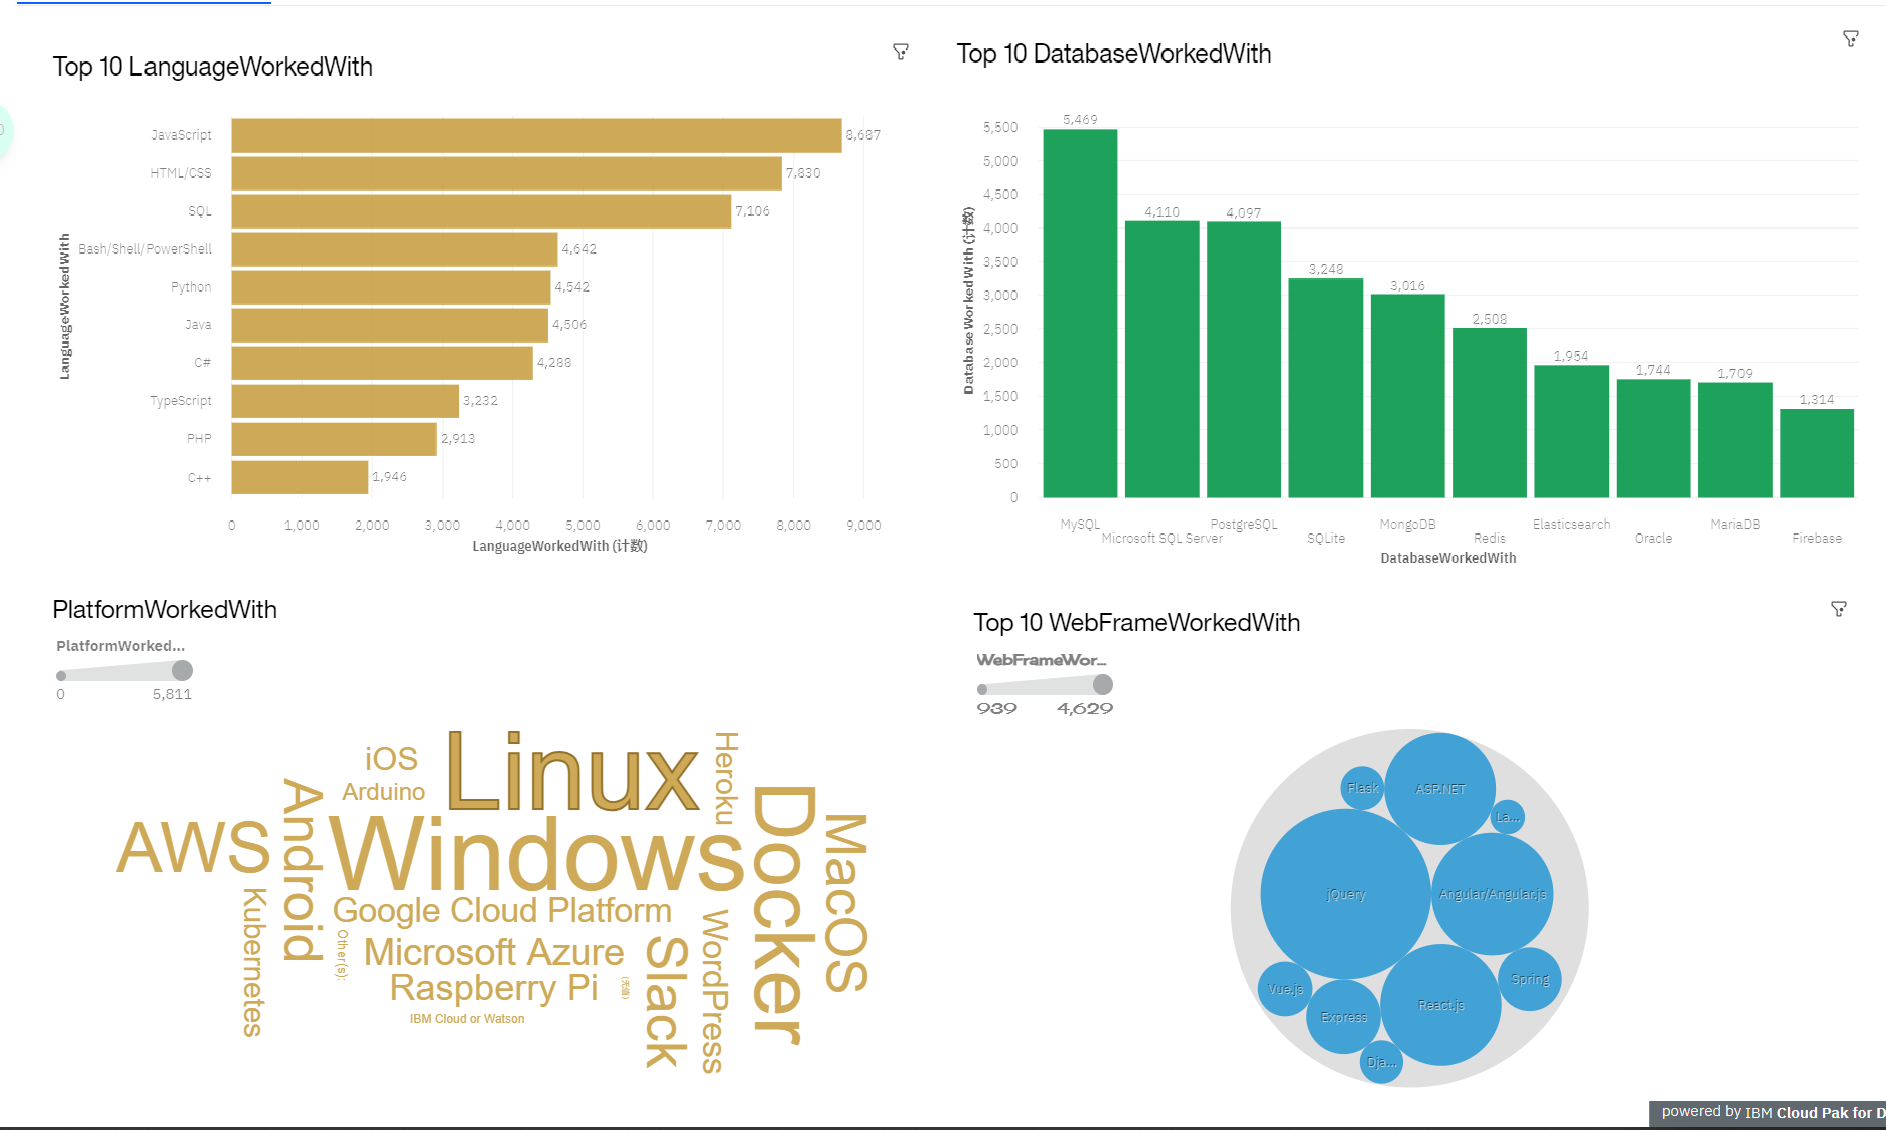 Top 10 LanguageWorkedWith
LanguageWorkedWith
JavaScript 8,687
HTML/CSS 7,830
SQL 7,106
Bash/Shell/PowerShell 4,642
Python 4,542
Java 4,506
C# 4,288
TypeScript 3,232
PHP 2,913
C++ 1,946
0 1,000 2,000 3,000 4,000 5,000 6,000 7,000 8,000 9,000
LanguageWorkedWith (计数)
Top 10 DatabaseWorkedWith
DatabaseWorkedWith (计数)
5,500
5,000
4,500
4,000
3,500
3,000
2,500
2,000
1,500
1,000
500
0
5,469
4,110
4,097
3,248
3,016
2,508
1,954
1,744
1,709
1,314
MySQL
Microsoft SQL Server
PostgreSQL
SQLite
MongoDB
Redis
Elasticsearch
Oracle
MariaDB
Firebase
DatabaseWorkedWith
PlatformWorkedWith
PlatformWorked...
0 5,811
iOS
Arduino
Linux
Heroku
AWS
Android
Windows
Docker
MacOS
Kubernetes
Google Cloud Platform
Other(s):
Microsoft Azure
Raspberry Pi
(无值)
Slack
WordPress
IBM Cloud or Watson
Top 10 WebFrameWorkedWith
WebFrameWor...
939 4,629
Flask
ASP.NET
La...
jQuery
Angular/Angular.js
Vue.js
Express
React.js
Spring
Dja...
powered by IBM Cloud Pak for D